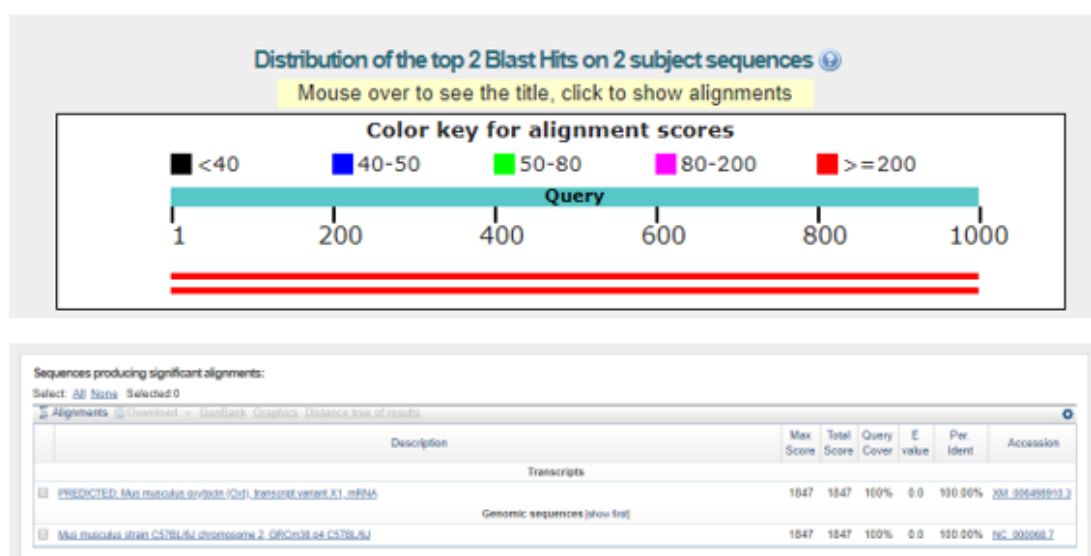 Distribution of the top 2 Blast Hits on 2 subject sequences
Mouse over to see the title, click to show alignments
Color key for alignment scores
<40 40-50 50-80 80-200 >=200
Query
1 200 400 600 800 1000
Sequences producing significant alignments:
Select: All None Selected:0
Alignments Download GenBank Graphics Distance tree of results
Description Max Score Total Score Query Cover E value Per. Ident Accession
Transcripts
PREDICTED: Mus musculus oxytocin (Oxt), transcript variant X1, mRNA 1847 1847 100% 0.0 100.00% XM_006498910.3
Genomic sequences [show first]
Mus musculus strain C57BL/6J chromosome 2, GRCm38.p4 C57BL/6J 1847 1847 100% 0.0 100.00% NC_000068.7